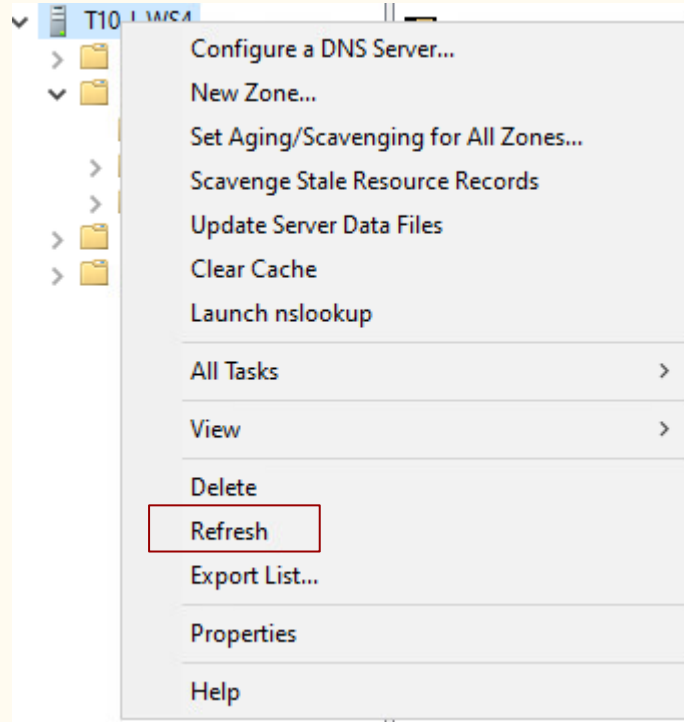 T10
Configure a DNS Server...
New Zone...
Set Aging/Scavenging for All Zones...
Scavenge Stale Resource Records
Update Server Data Files
Clear Cache
Launch nslookup
All Tasks
View
Delete
Refresh
Export List...
Properties
Help